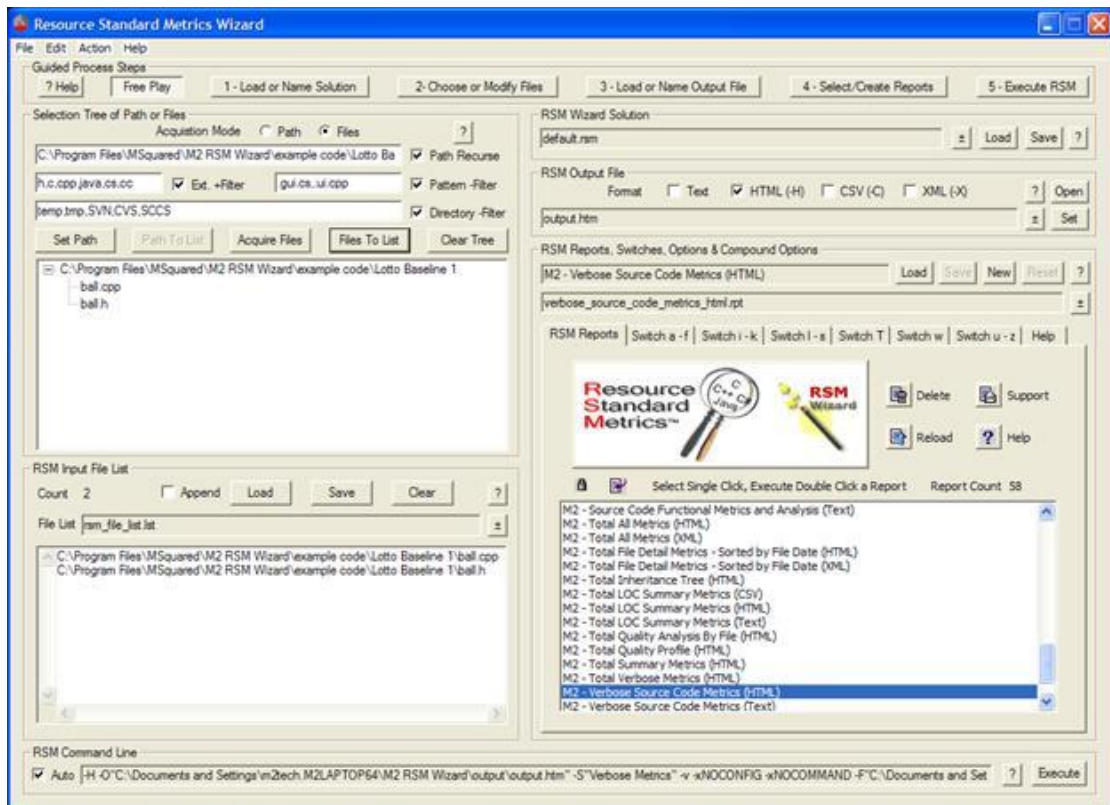 Resource Standard Metrics Wizard
File Edit Action Help
Guided Process Steps
? Help Free Play 1 - Load or Name Solution 2- Choose or Modify Files 3 - Load or Name Output File 4 - Select/Create Reports 5 - Execute RSM
Selection Tree of Path or Files
Acquistion Mode Path Files ?
C:\Program Files\MSquared\M2 RSM Wizard\example code\Lotto Ba Path Recurse
h,c,cpp,java,cs,cc Ext. +Filter gui.cs,.ui.cpp Pattern -Filter
temp,tmp,SVN,CVS,SCCS Directory -Filter
Set Path Path To List Acquire Files Files To List Clear Tree
C:\Program Files\MSquared\M2 RSM Wizard\example code\Lotto Baseline 1
ball.cpp
ball.h
RSM Input File List
Count 2 Append Load Save Clear ?
File List rsm_file_list.lst ±
C:\Program Files\MSquared\M2 RSM Wizard\example code\Lotto Baseline 1\ball.cpp
C:\Program Files\MSquared\M2 RSM Wizard\example code\Lotto Baseline 1\ball.h
RSM Wizard Solution
default.rsm ± Load Save ?
RSM Output File
Format Text HTML (-H) CSV (-C) XML (-X) ? Open
output.htm ± Set
RSM Reports, Switches, Options & Compound Options
M2 - Verbose Source Code Metrics (HTML) Load Save New Reset ?
verbose_source_code_metrics_html.rpt ±
RSM Reports Switch a - f Switch i - k Switch l - s Switch T Switch w Switch u - z Help
Resource
Standard
Metrics™
C
C++ C#
Java
RSM
Wizard
Delete Support
Reload ? Help
Select Single Click, Execute Double Click a Report Report Count 58
M2 - Source Code Functional Metrics and Analysis (Text)
M2 - Total All Metrics (HTML)
M2 - Total All Metrics (XML)
M2 - Total File Detail Metrics - Sorted by File Date (HTML)
M2 - Total File Detail Metrics - Sorted by File Date (XML)
M2 - Total Inheritance Tree (HTML)
M2 - Total LOC Summary Metrics (CSV)
M2 - Total LOC Summary Metrics (HTML)
M2 - Total LOC Summary Metrics (Text)
M2 - Total Quality Analysis By File (HTML)
M2 - Total Quality Profile (HTML)
M2 - Total Summary Metrics (HTML)
M2 - Total Verbose Metrics (HTML)
M2 - Verbose Source Code Metrics (HTML)
M2 - Verbose Source Code Metrics (Text)
RSM Command Line
Auto -H -O"C:\Documents and Settings\m2tech.M2LAPTOP64\M2 RSM Wizard\output\output.htm" -S"Verbose Metrics" -v -xNOCONFIG -xNOCOMMAND -F"C:\Documents and Set ? Execute